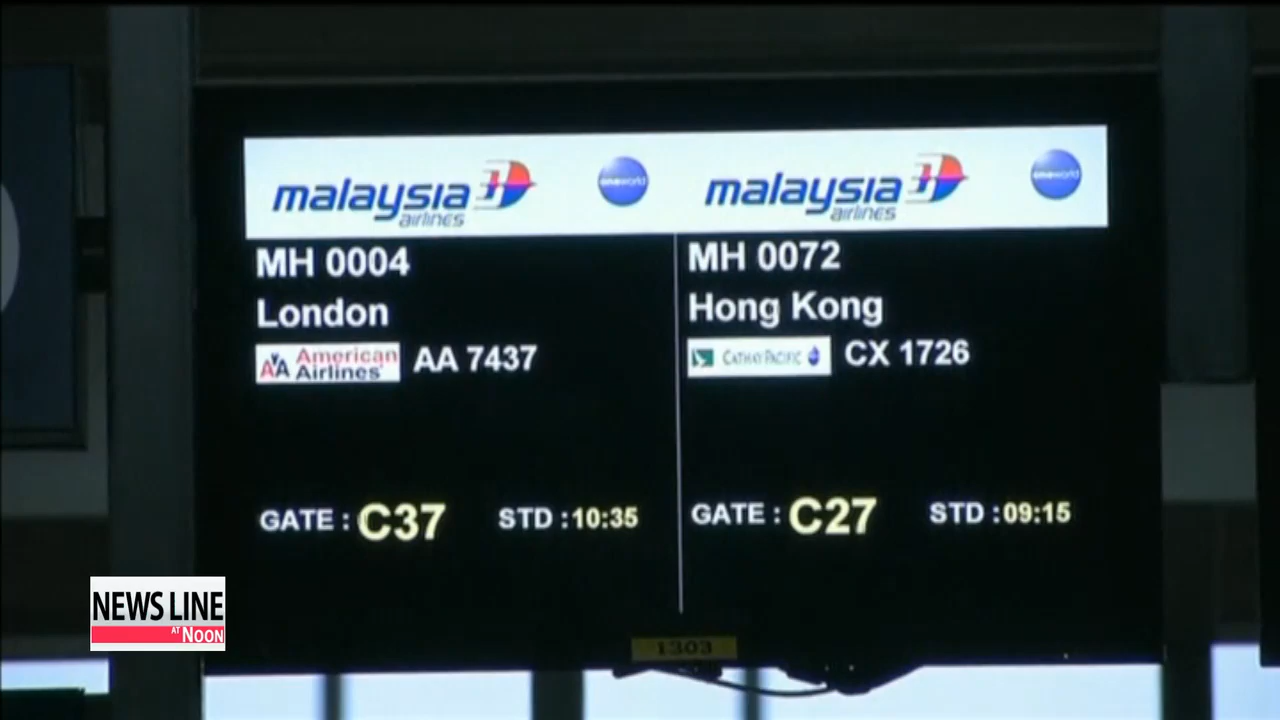 malaysia
airlines
oneworld
MH 0004
London
American
Airlines
AA 7437
GATE : C37
STD :10:35
malaysia
airlines
oneworld
MH 0072
Hong Kong
CATHAY PACIFIC
CX 1726
GATE : C27
STD :09:15
1303
NEWS LINE
AT NOON